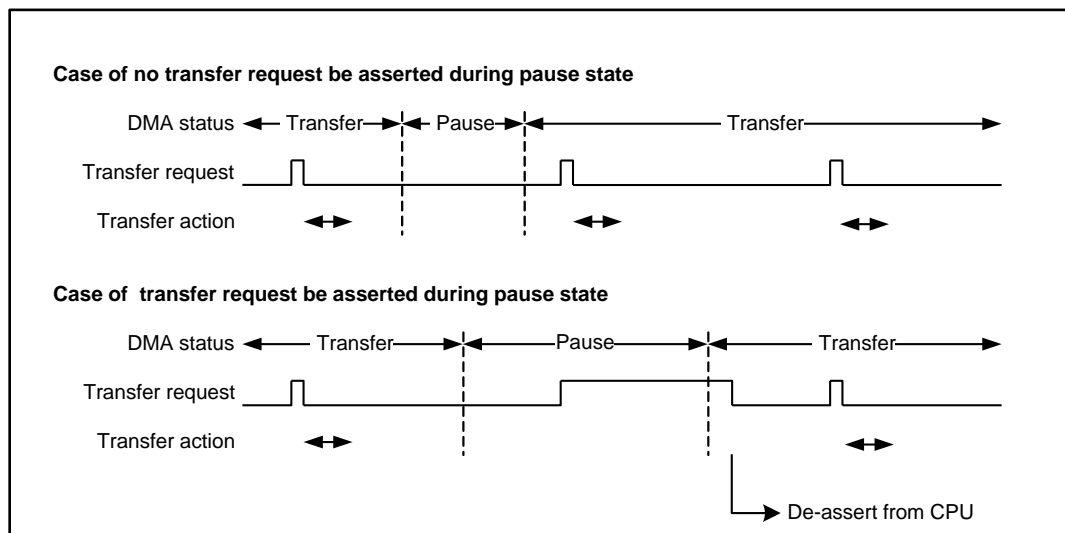 Case of no transfer request be asserted during pause state
DMA status Transfer Pause Transfer
Transfer request
Transfer action
Case of transfer request be asserted during pause state
DMA status Transfer Pause Transfer
Transfer request
Transfer action
De-assert from CPU